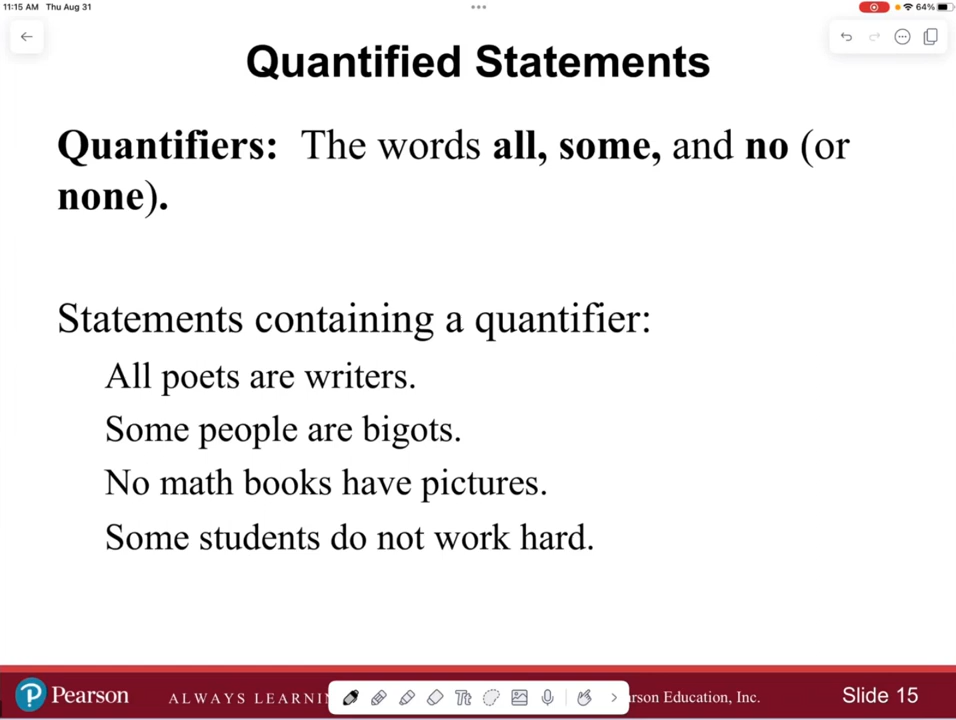 11:15 AM Thu Aug 31
64%
Quantified Statements
Quantifiers: The words all, some, and no (or
none).
Statements containing a quantifier:
All poets are writers.
Some people are bigots.
No math books have pictures.
Some students do not work hard.
Pearson
ALWAYS LEARNIN
Tt
rson Education, Inc.
Slide 15